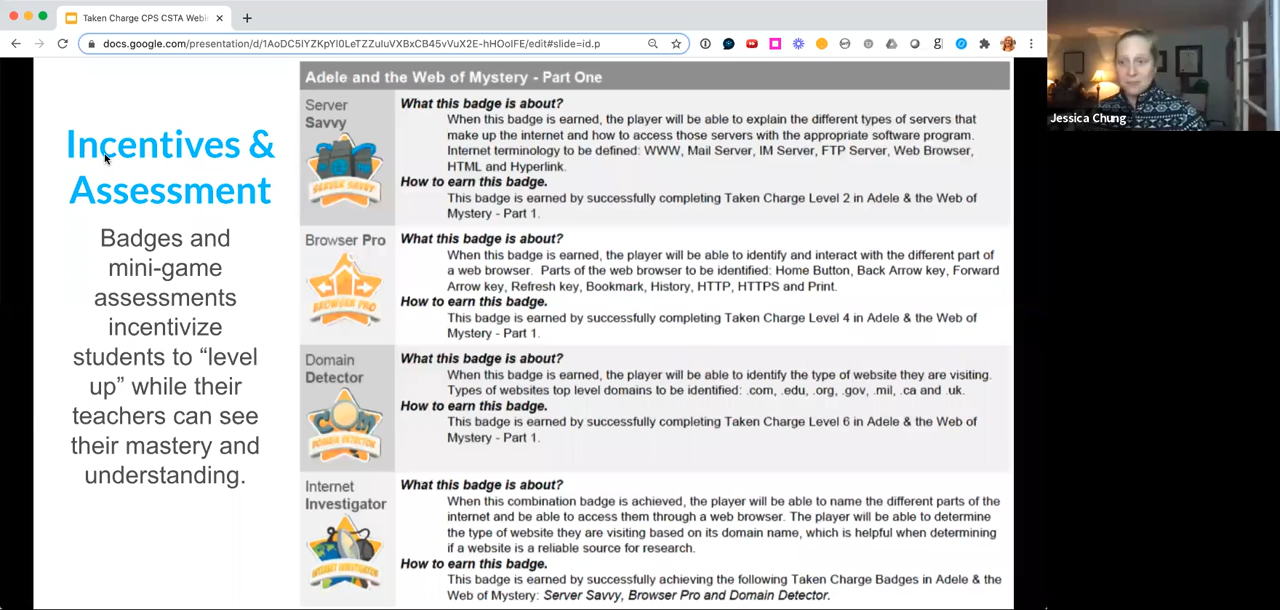 Taken Charge CPS CSTA Webi
docs.google.com/presentation/d/1AoDC5IYZKpYl0LeTZZuIuVXBxCB45vVuX2E-hHOolFE/edit#slide=id.p
Jessica Chung
Incentives &
Assessment
Badges and
mini-game
assessments
incentivize
students to “level
up” while their
teachers can see
their mastery and
understanding.
Adele and the Web of Mystery - Part One
Server
Savvy
SERVER SAVVY
What this badge is about?
When this badge is earned, the player will be able to explain the different types of servers that
make up the internet and how to access those servers with the appropriate software program.
Internet terminology to be defined: WWW, Mail Server, IM Server, FTP Server, Web Browser,
HTML and Hyperlink.
How to earn this badge.
This badge is earned by successfully completing Taken Charge Level 2 in Adele & the Web of
Mystery - Part 1.
Browser Pro
BROWSER PRO
What this badge is about?
When this badge is earned, the player will be able to identify and interact with the different part of
a web browser. Parts of the web browser to be identified: Home Button, Back Arrow key, Forward
Arrow key, Refresh key, Bookmark, History, HTTP, HTTPS and Print.
How to earn this badge.
This badge is earned by successfully completing Taken Charge Level 4 in Adele & the Web of
Mystery - Part 1.
Domain
Detector
COM
DOMAIN DETECTOR
What this badge is about?
When this badge is earned, the player will be able to identify the type of website they are visiting.
Types of websites top level domains to be identified: .com, .edu, .org, .gov, .mil, .ca and .uk.
How to earn this badge.
This badge is earned by successfully completing Taken Charge Level 6 in Adele & the Web of
Mystery - Part 1.
Internet
Investigator
INTERNET INVESTIGATOR
What this badge is about?
When this combination badge is achieved, the player will be able to name the different parts of the
internet and be able to access them through a web browser. The player will be able to determine
the type of website they are visiting based on its domain name, which is helpful when determining
if a website is a reliable source for research.
How to earn this badge.
This badge is earned by successfully achieving the following Taken Charge Badges in Adele & the
Web of Mystery: Server Savvy, Browser Pro and Domain Detector.